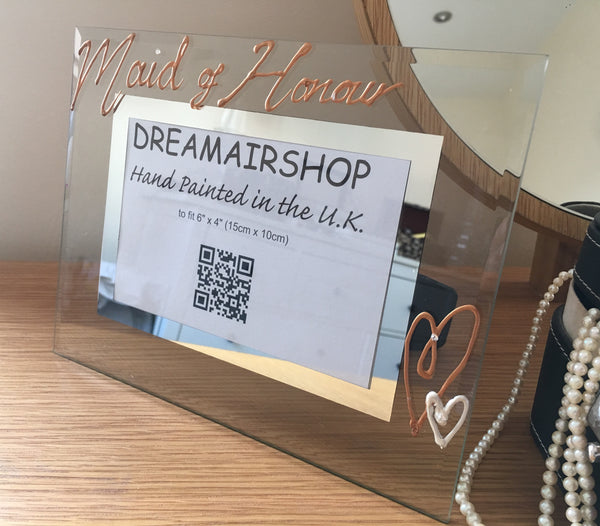 Maid of Honour
DREAMAIRSHOP
Hand Painted in the U.K.
to fit 6" x 4" (15cm x 10cm)